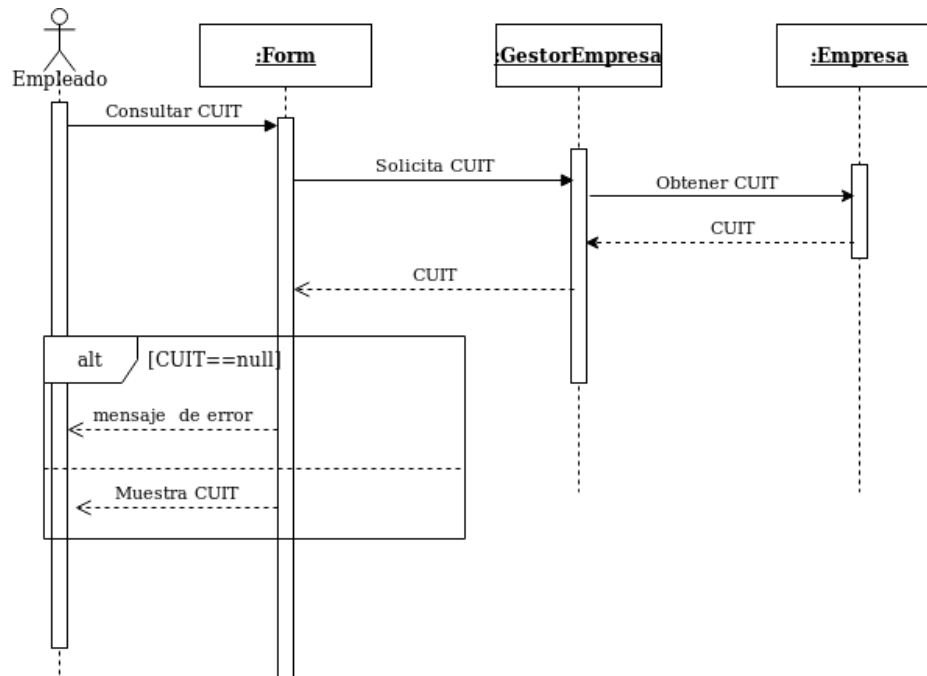 Empleado
:Form
:GestorEmpresa
:Empresa
Consultar CUIT
Solicita CUIT
Obtener CUIT
CUIT
CUIT
alt
[CUIT==null]
mensaje de error
Muestra CUIT